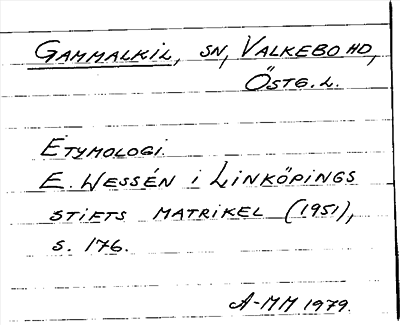 GAMMALKIL, SN, VALKEBO HD,
ÖSTG. L.
ETYMOLOGI.
E. WESSÉN I LINKÖPINGS
STIFTS MATRIKEL (1951),
S. 176.
A-MM 1979.